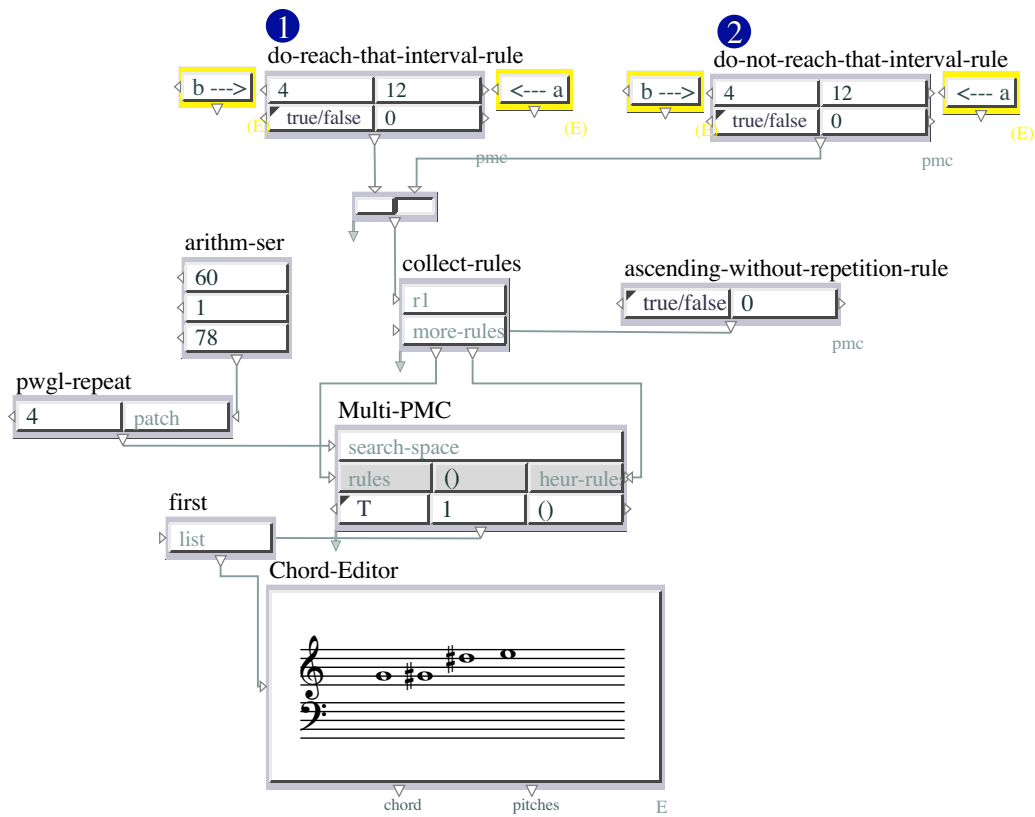 1
do-reach-that-interval-rule
b ---> 4 12 <--- a
(E) true/false 0 (E)
pmc
2
do-not-reach-that-interval-rule
b ---> 4 12 <--- a
(E) true/false 0 (E)
pmc
arithm-ser
60
1
78
collect-rules
r1
more-rules
ascending-without-repetition-rule
true/false 0
pmc
pwgl-repeat
4 patch
Multi-PMC
search-space
rules () heur-rules
T 1 ()
first
list
Chord-Editor
chord pitches E